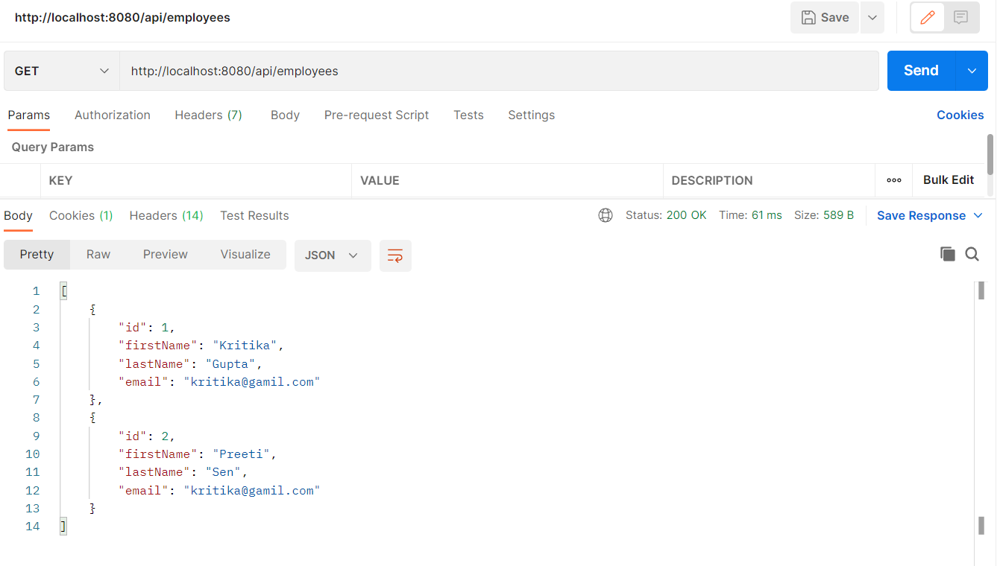 http://localhost:8080/api/employees
Save
GET
http://localhost:8080/api/employees
Send
Params Authorization Headers (7) Body Pre-request Script Tests Settings Cookies
Query Params
KEY VALUE DESCRIPTION Bulk Edit
Body Cookies (1) Headers (14) Test Results Status: 200 OK Time: 61 ms Size: 589 B Save Response
Pretty Raw Preview Visualize JSON
1 [
2 {
3 "id": 1,
4 "firstName": "Kritika",
5 "lastName": "Gupta",
6 "email": "kritika@gamil.com"
7 },
8 {
9 "id": 2,
10 "firstName": "Preeti",
11 "lastName": "Sen",
12 "email": "kritika@gamil.com"
13 }
14 ]